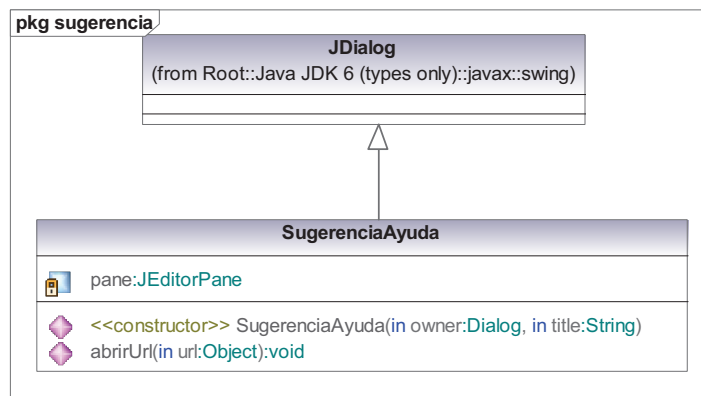 pkg sugerencia
JDialog
(from Root::Java JDK 6 (types only)::javax::swing)
SugerenciaAyuda
pane:JEditorPane
<<constructor>> SugerenciaAyuda(in owner:Dialog, in title:String)
abrirUrl(in url:Object):void